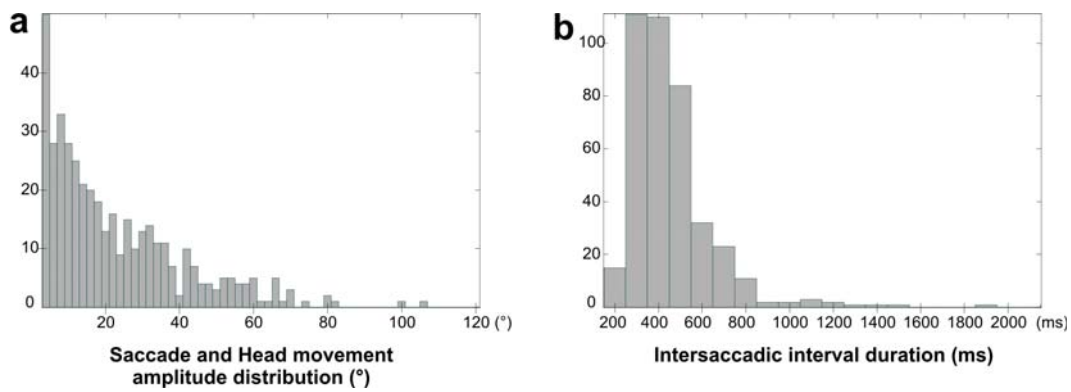 a
40
30
20
10
0
20 40 60 80 100 120 (°)
Saccade and Head movement
amplitude distribution (°)
b
100
80
60
40
20
0
200 400 600 800 1000 1200 1400 1600 1800 2000 (ms)
Intersaccadic interval duration (ms)